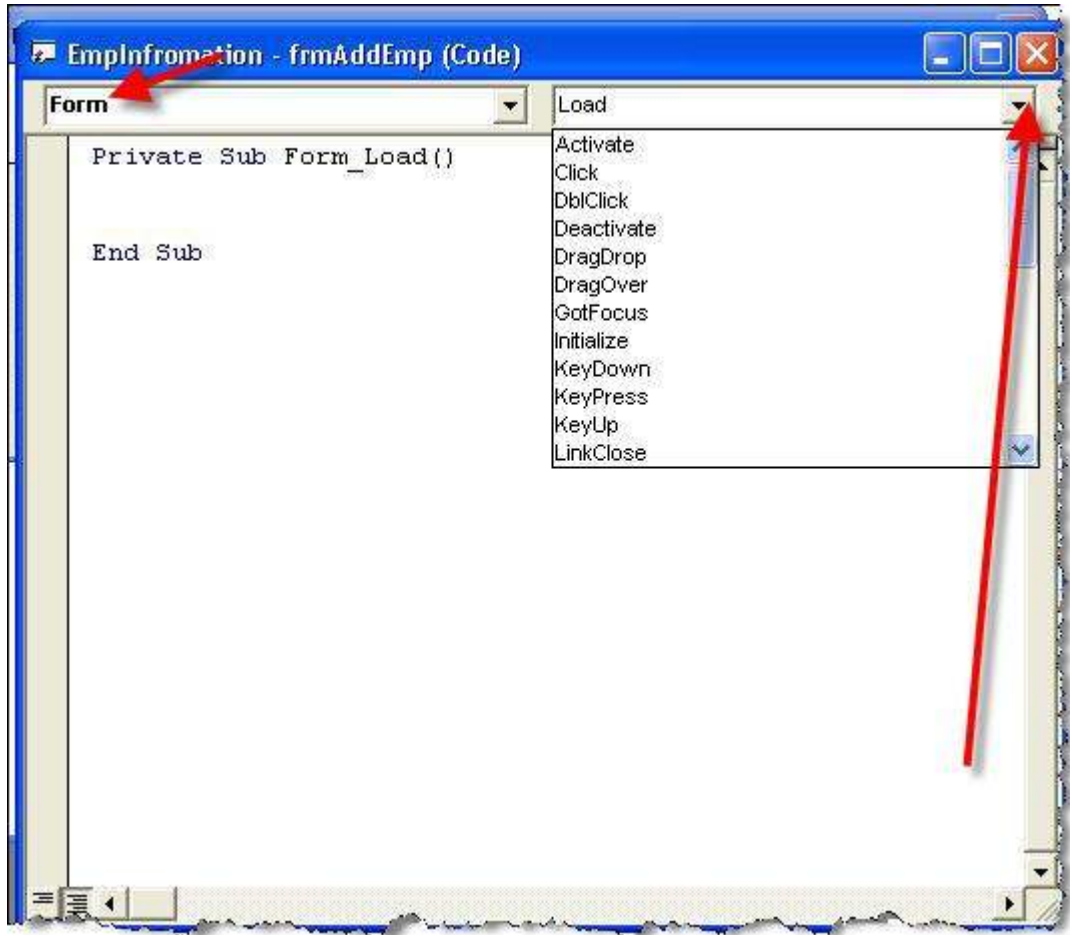 EmpInfromation - frmAddEmp (Code)
Form
Load
Private Sub Form_Load()
End Sub
Activate
Click
DblClick
Deactivate
DragDrop
DragOver
GotFocus
Initialize
KeyDown
KeyPress
KeyUp
LinkClose